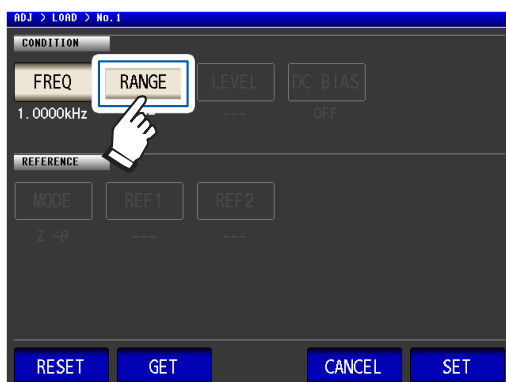 ADJ > LOAD > No.1
CONDITION
FREQ RANGE LEVEL DC BIAS
1.0000kHz --- OFF
REFERENCE
MODE REF1 REF2
Z -θ --- ---
RESET GET CANCEL SET